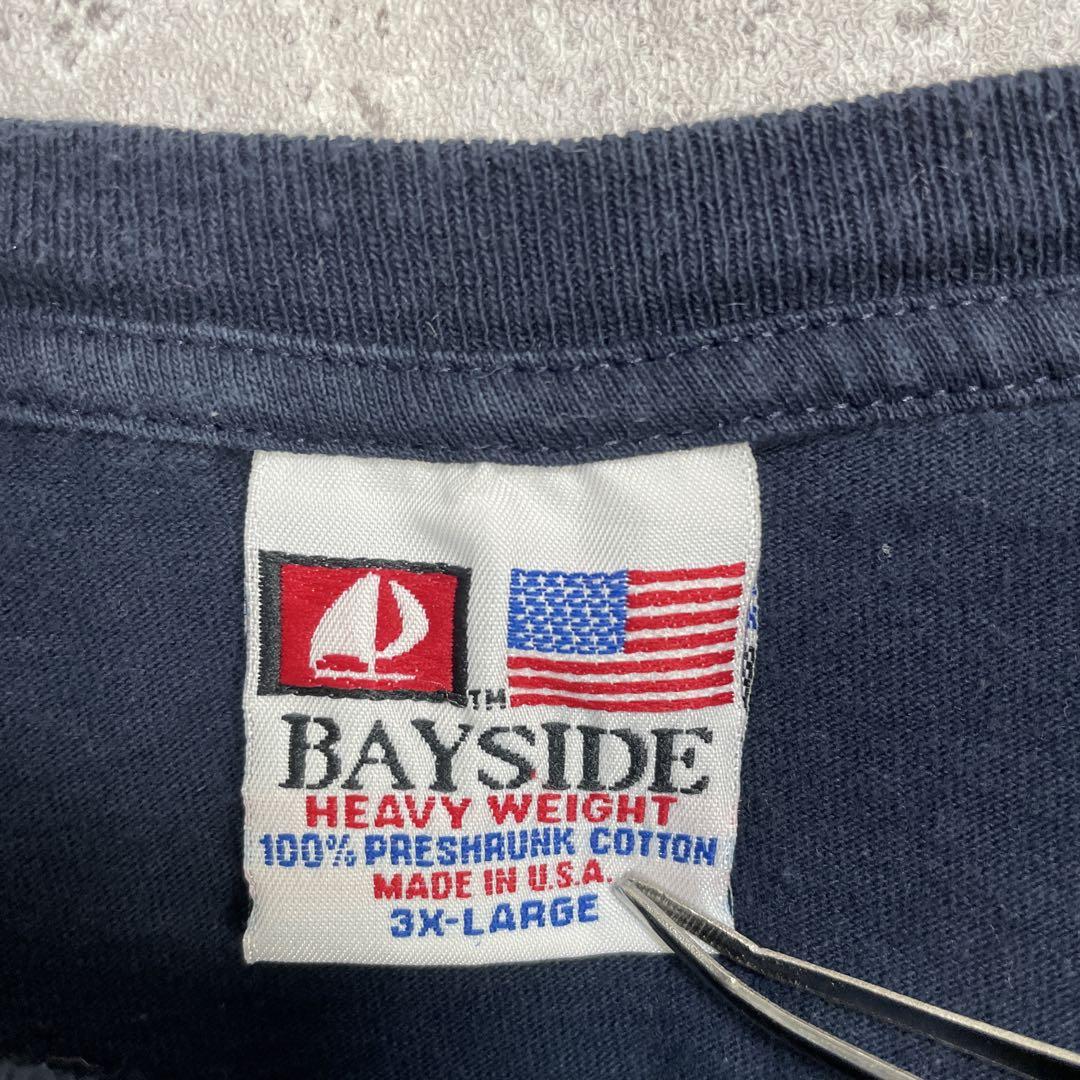 TM
BAYSIDE
HEAVY WEIGHT
100% PRESHRUNK COTTON
MADE IN U.S.A.
3X-LARGE